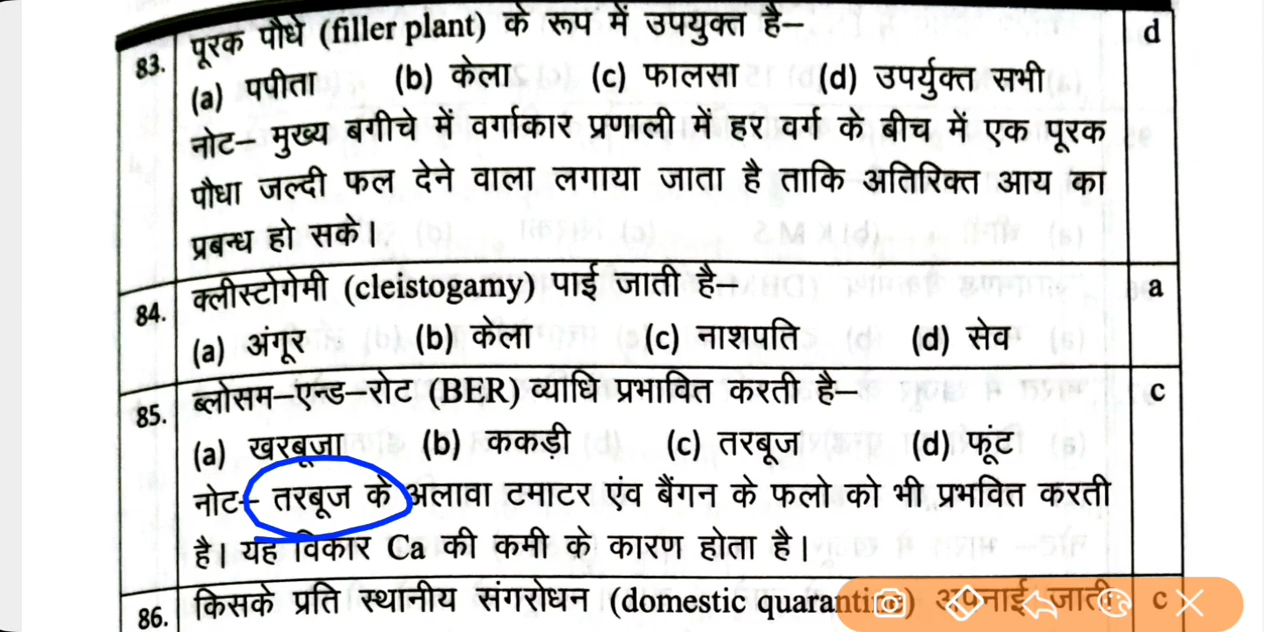 83. पूरक पौधे (filler plant) के रूप में उपयुक्त है– d
(a) पपीता (b) केला (c) फालसा (d) उपर्युक्त सभी
नोट– मुख्य बगीचे में वर्गाकार प्रणाली में हर वर्ग के बीच में एक पूरक
पौधा जल्दी फल देने वाला लगाया जाता है ताकि अतिरिक्त आय का
प्रबन्ध हो सके।
84. क्लीस्टोगेमी (cleistogamy) पाई जाती है– a
(a) अंगूर (b) केला (c) नाशपति (d) सेव
85. ब्लोसम–एन्ड–रोट (BER) व्याधि प्रभावित करती है– c
(a) खरबूजा (b) ककड़ी (c) तरबूज (d) फूंट
नोट– तरबूज के अलावा टमाटर एंव बैंगन के फलो को भी प्रभवित करती
है। यह विकार Ca की कमी के कारण होता है।
86. किसके प्रति स्थानीय संगरोधन (domestic quarantine) अपनाई जाती c